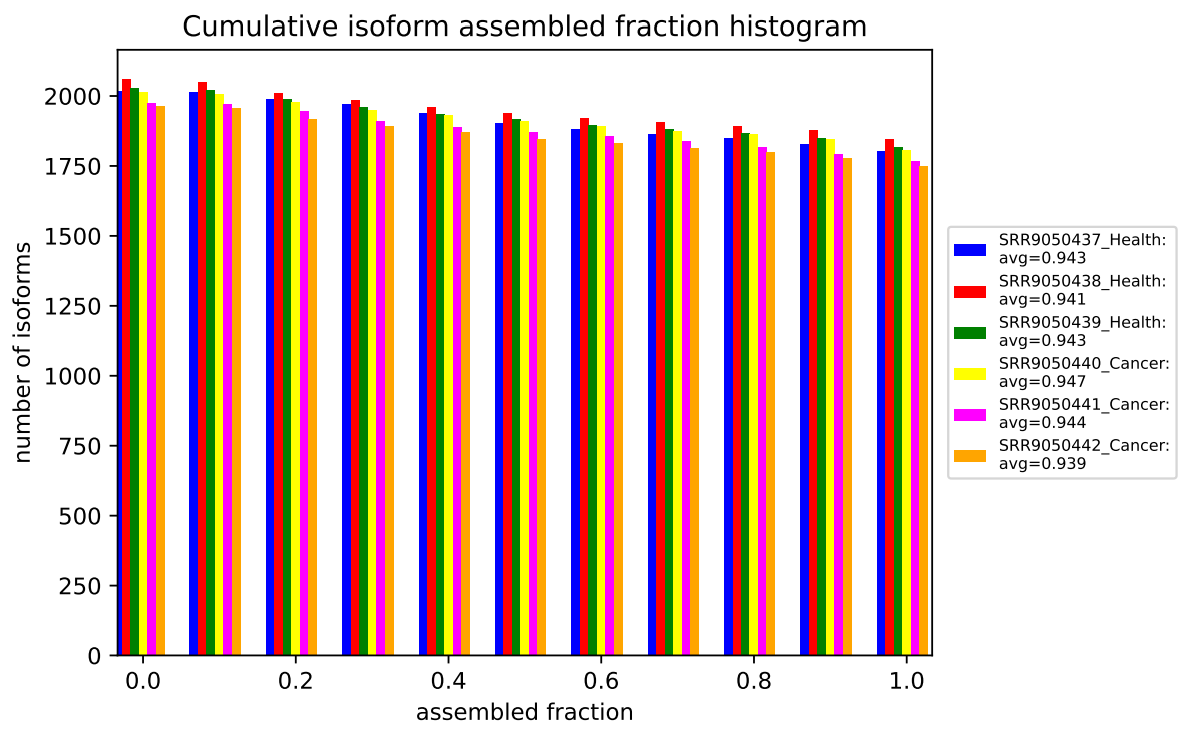 Cumulative isoform assembled fraction histogram
number of isoforms
2000
1750
1500
1250
1000
750
500
250
0
0.0 0.2 0.4 0.6 0.8 1.0
assembled fraction
SRR9050437_Health:
avg=0.943
SRR9050438_Health:
avg=0.941
SRR9050439_Health:
avg=0.943
SRR9050440_Cancer:
avg=0.947
SRR9050441_Cancer:
avg=0.944
SRR9050442_Cancer:
avg=0.939